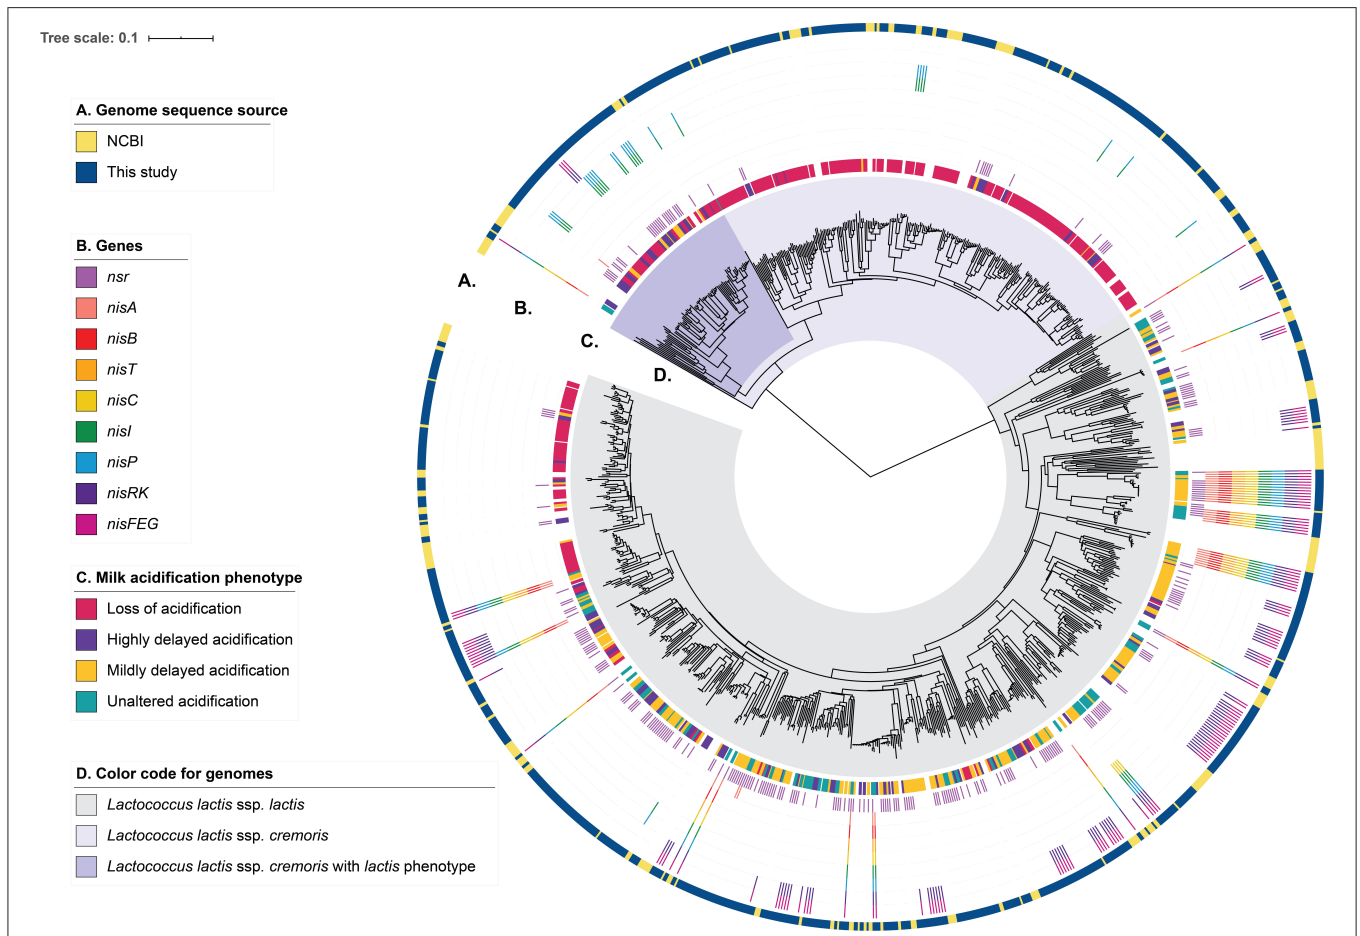 Tree scale: 0.1
A. Genome sequence source
NCBI
This study
B. Genes
nsr
nisA
nisB
nisT
nisC
nisI
nisP
nisRK
nisFEG
C. Milk acidification phenotype
Loss of acidification
Highly delayed acidification
Mildly delayed acidification
Unaltered acidification
D. Color code for genomes
Lactococcus lactis ssp. lactis
Lactococcus lactis ssp. cremoris
Lactococcus lactis ssp. cremoris with lactis phenotype
A.
B.
C.
D.